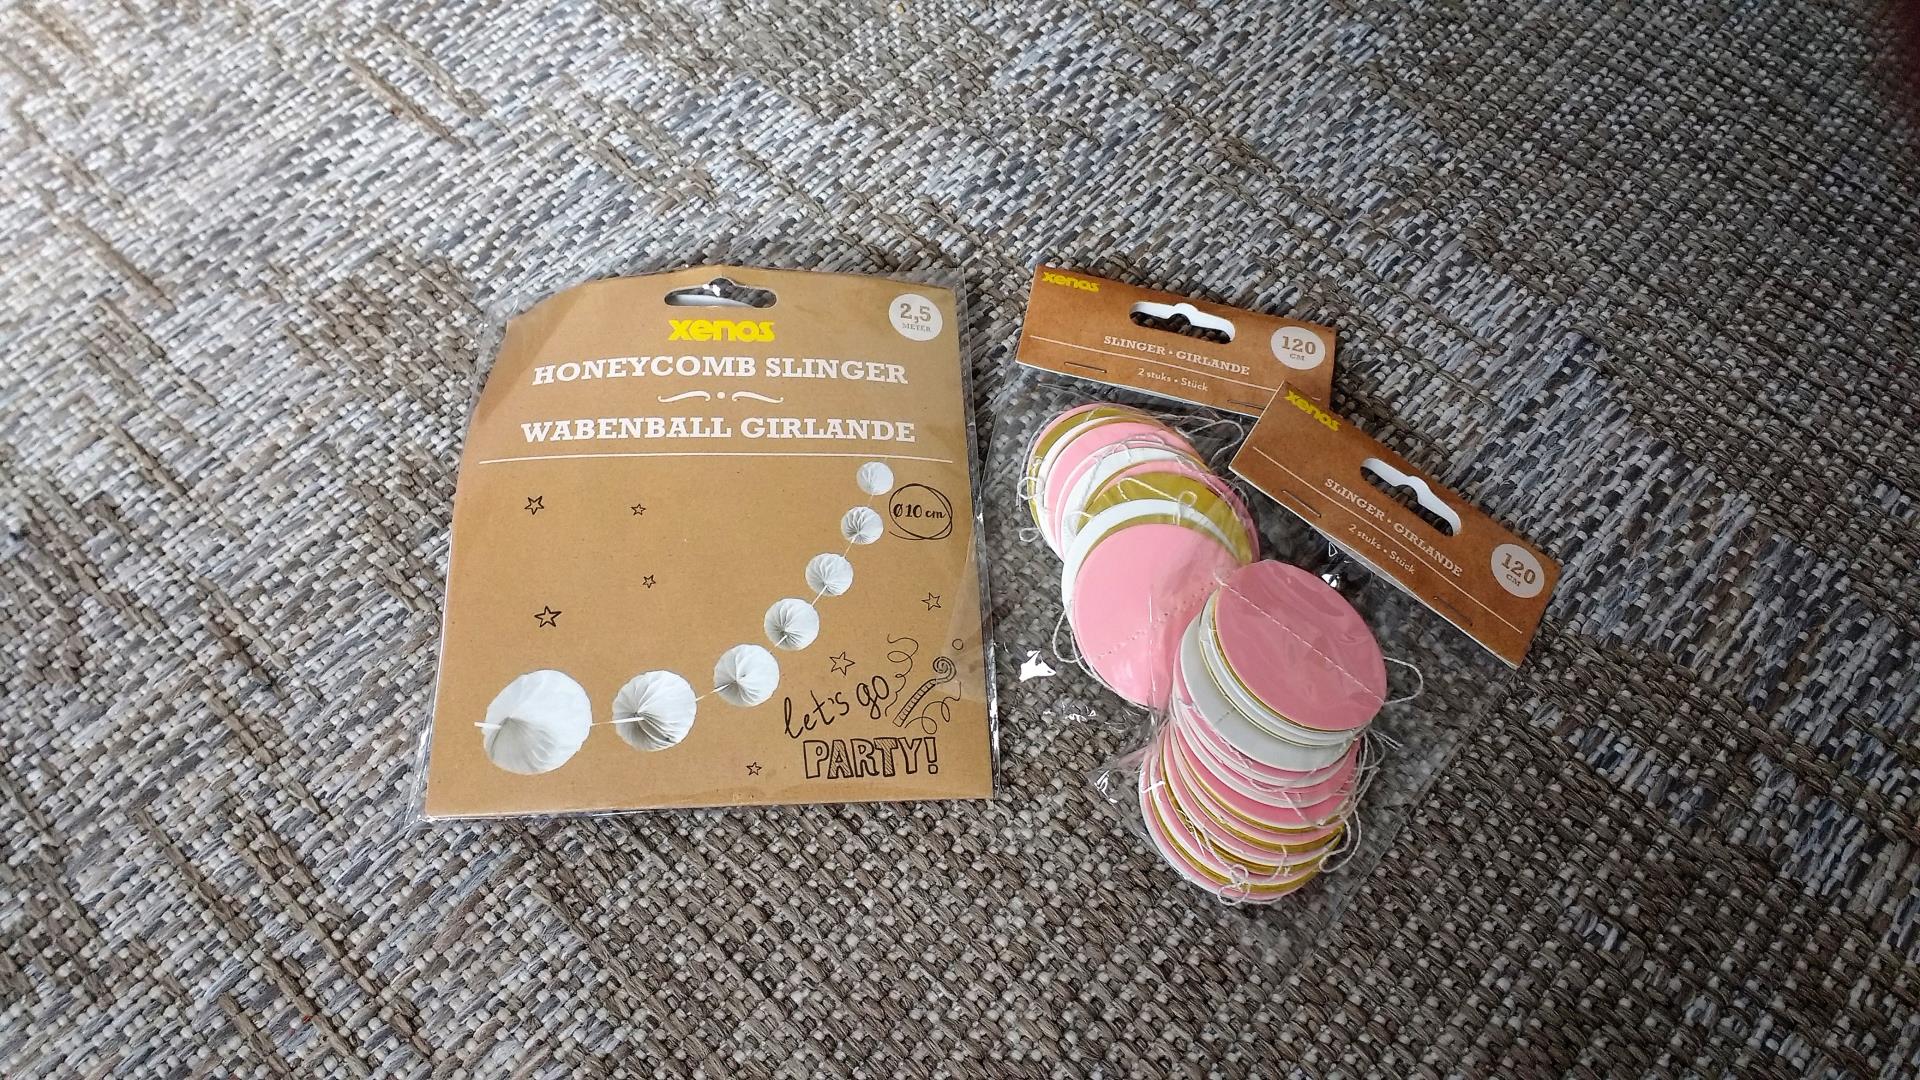 xenos
2,5
METER
HONEYCOMB SLINGER
WABENBALL GIRLANDE
Ø10 cm
let's go
PARTY!
xenos
120
CM
SLINGER • GIRLANDE
2 stuks • Stück
xenos
120
CM
SLINGER • GIRLANDE
2 stuks • Stück